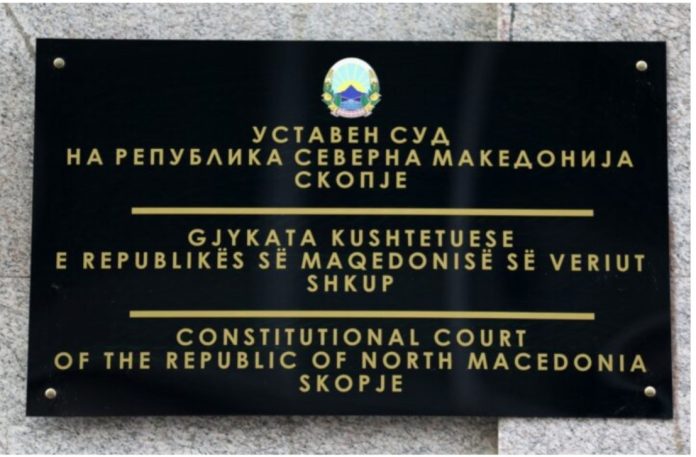 УСТАВЕН СУД
НА РЕПУБЛИКА СЕВЕРНА МАКЕДОНИЈА
СКОПЈЕ
GJYKATA KUSHTETUESE
E REPUBLIKËS SË MAQEDONISË SË VERIUT
SHKUP
CONSTITUTIONAL COURT
OF THE REPUBLIC OF NORTH MACEDONIA
SKOPJE